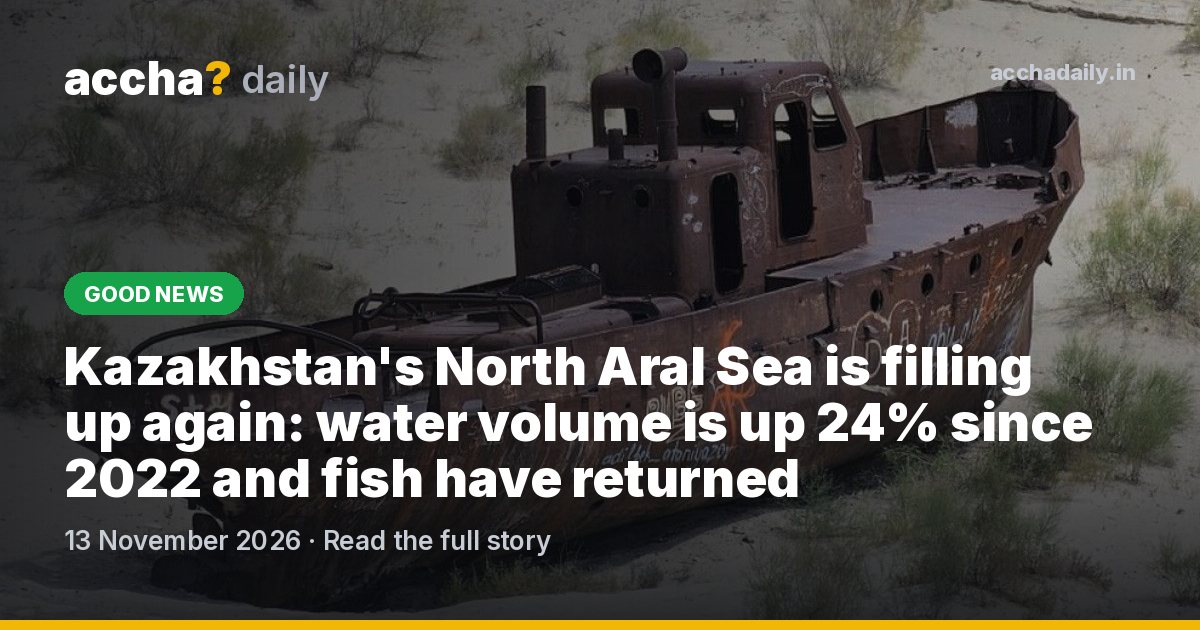 accha? daily
acchadaily.in
GOOD NEWS
Kazakhstan's North Aral Sea is filling
up again: water volume is up 24% since
2022 and fish have returned
13 November 2026 · Read the full story